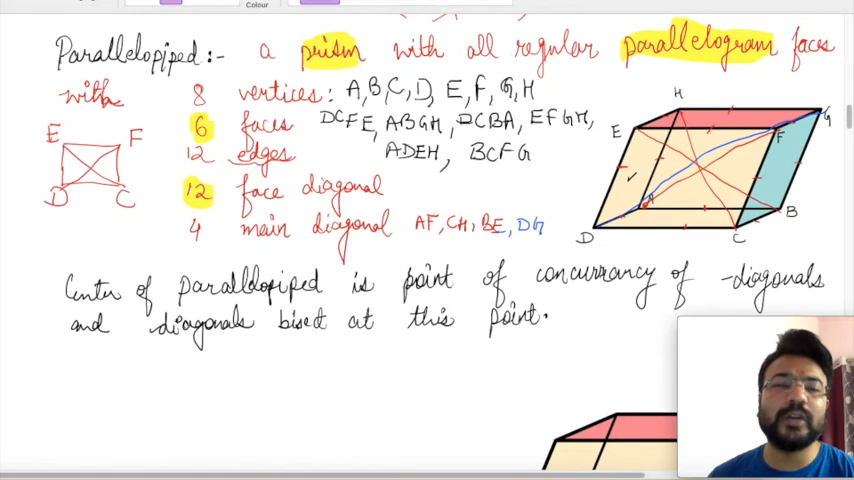 Colour
Parallelopiped :- a prism with all regular parallelogram faces
with 8 vertices : A, B, C, D, E, F, G, H
6 faces DCFE, ABGH, DCBA, EFGH,
12 edges ADEH, BCFG
12 face diagonal
4 main diagonal AF, CH, BE, DG
E F
D C
H
G
E
F
A
B
D
C
Center of parallelopiped is point of concurrancy of diagonals
and diagonals bisect at this point.